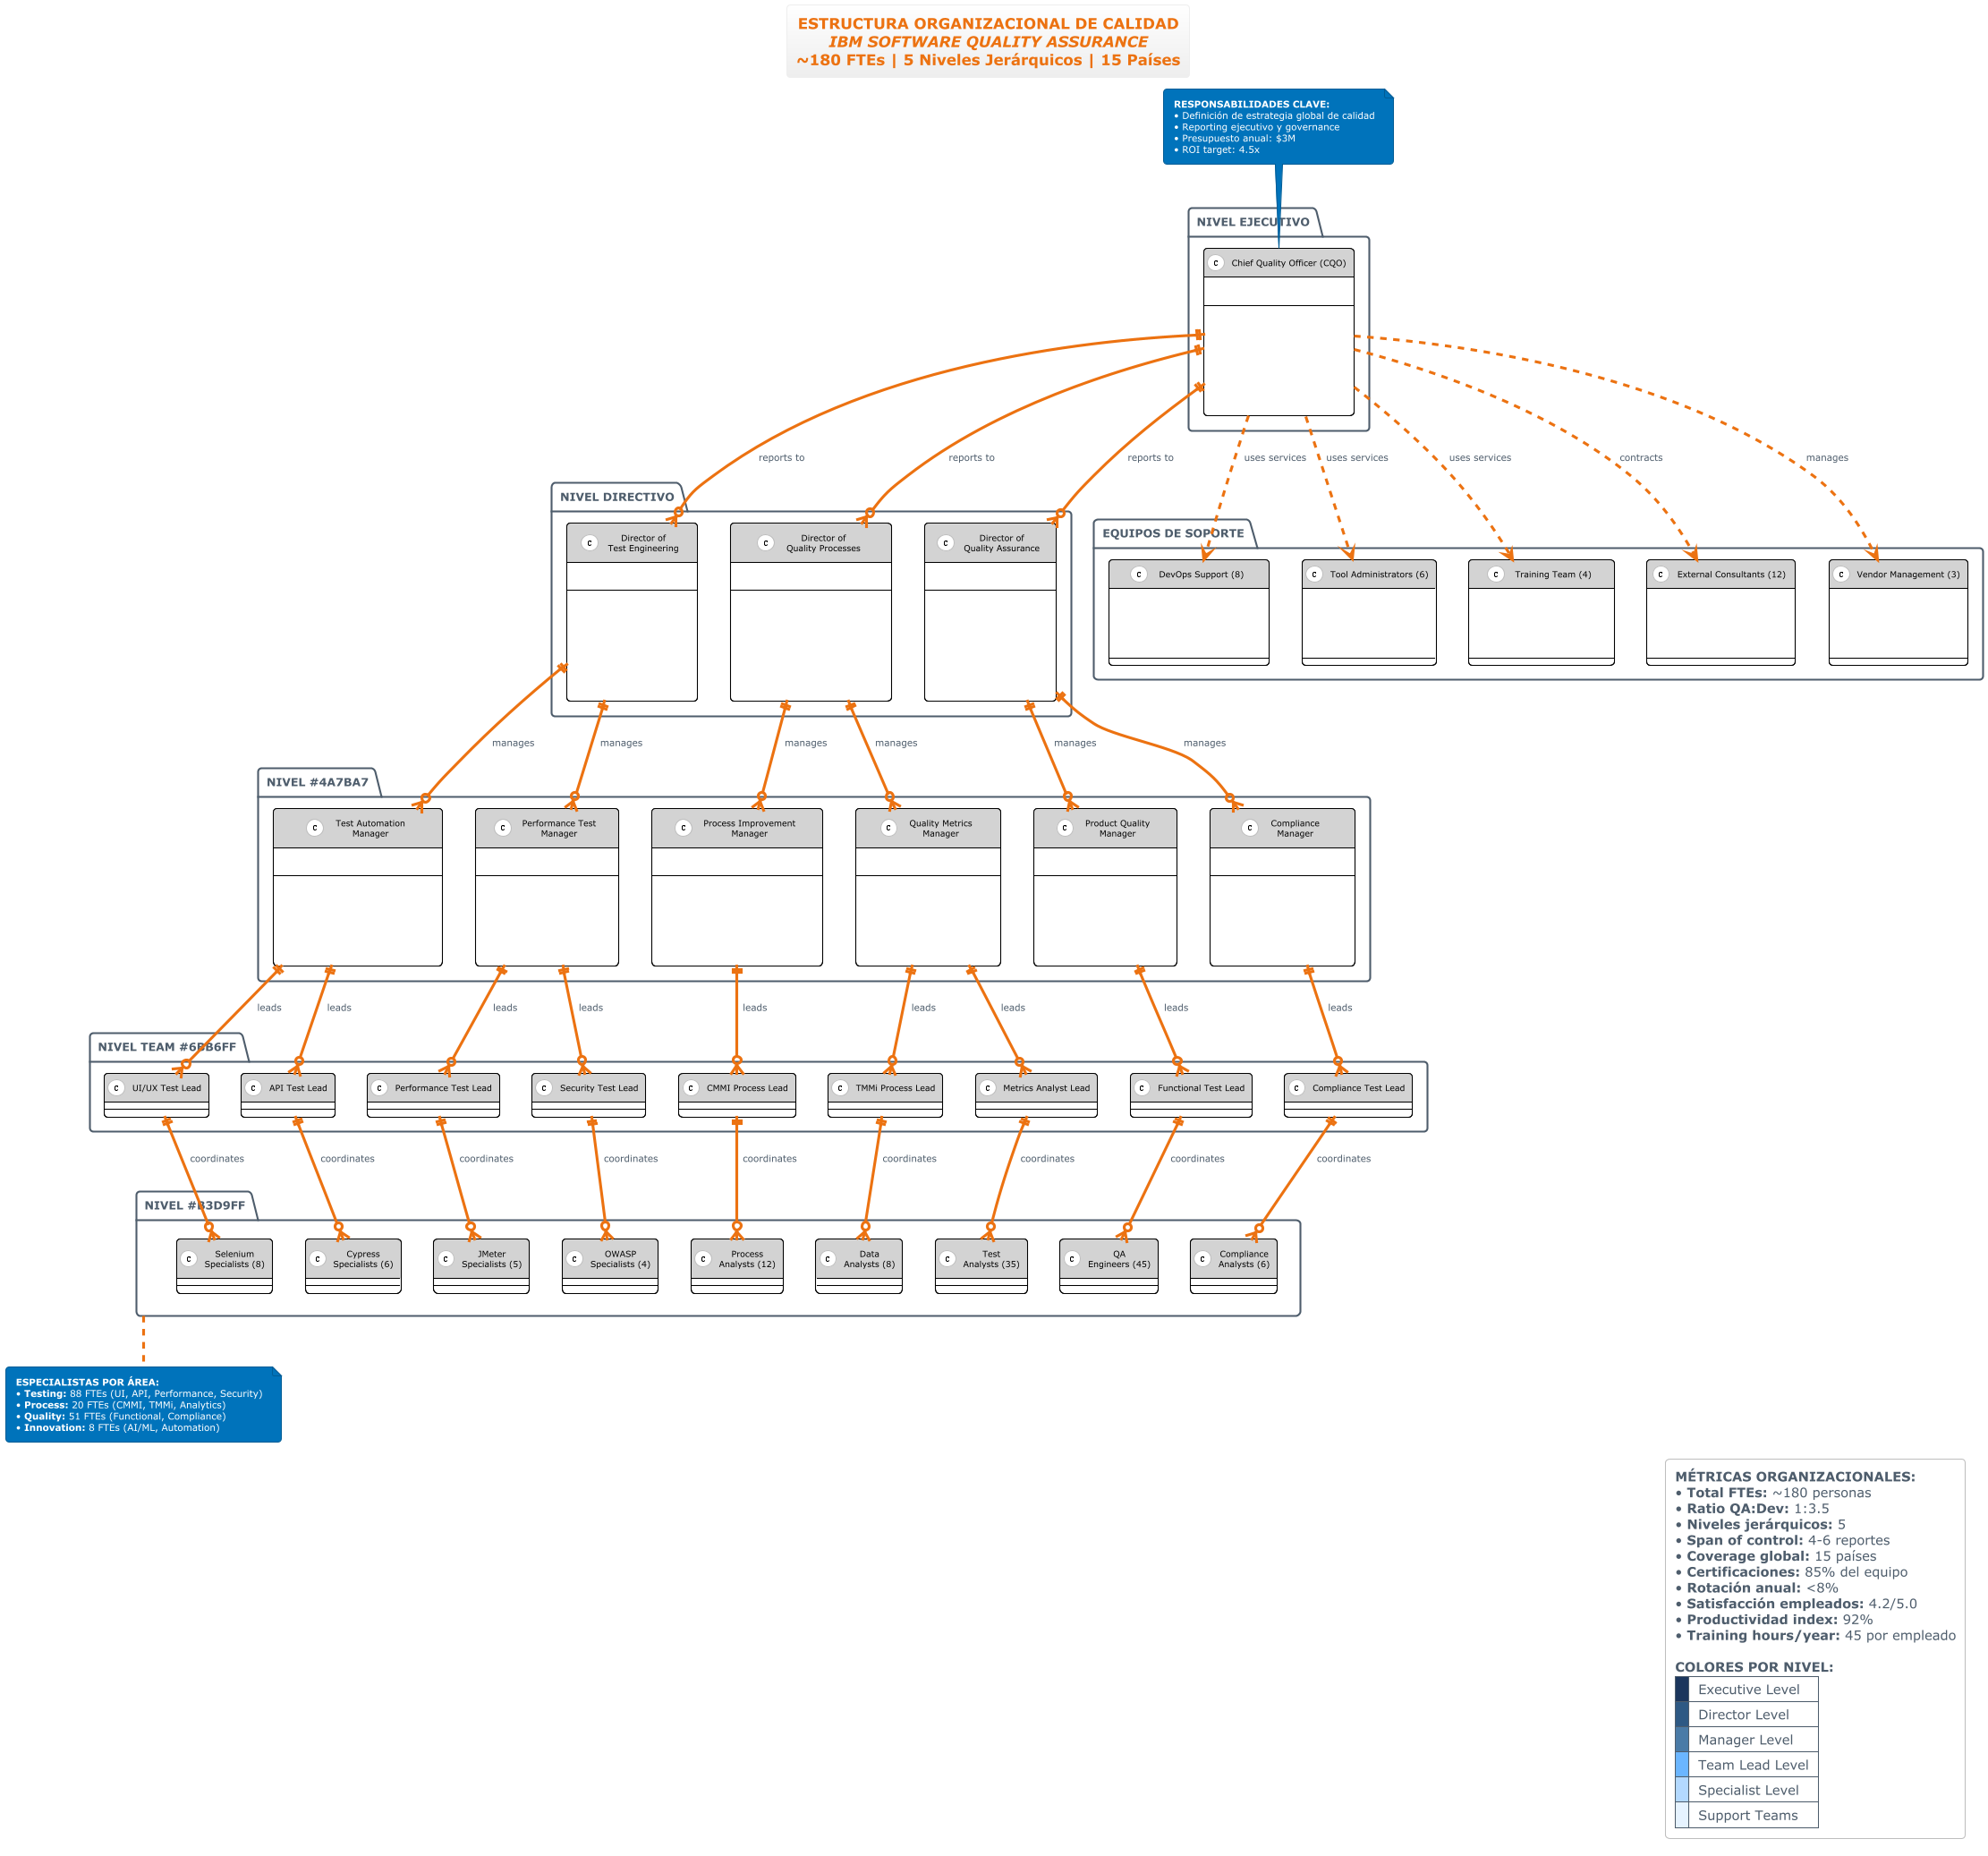 ESTRUCTURA ORGANIZACIONAL DE CALIDAD
IBM SOFTWARE QUALITY ASSURANCE
~180 FTEs | 5 Niveles Jerárquicos | 15 Países
RESPONSABILIDADES CLAVE:
• Definición de estrategia global de calidad
• Reporting ejecutivo y governance
• Presupuesto anual: $3M
• ROI target: 4.5x
NIVEL EJECUTIVO
C Chief Quality Officer (CQO)
reports to
reports to
reports to
uses services
uses services
uses services
contracts
manages
NIVEL DIRECTIVO
C Director of
Test Engineering
C Director of
Quality Processes
C Director of
Quality Assurance
EQUIPOS DE SOPORTE
C DevOps Support (8)
C Tool Administrators (6)
C Training Team (4)
C External Consultants (12)
C Vendor Management (3)
manages
manages
manages
manages
manages
manages
NIVEL #4A7BA7
C Test Automation
Manager
C Performance Test
Manager
C Process Improvement
Manager
C Quality Metrics
Manager
C Product Quality
Manager
C Compliance
Manager
leads
leads
leads
leads
leads
leads
leads
leads
leads
NIVEL TEAM #6BB6FF
C UI/UX Test Lead
C API Test Lead
C Performance Test Lead
C Security Test Lead
C CMMI Process Lead
C TMMi Process Lead
C Metrics Analyst Lead
C Functional Test Lead
C Compliance Test Lead
coordinates
coordinates
coordinates
coordinates
coordinates
coordinates
coordinates
coordinates
coordinates
NIVEL #B3D9FF
C Selenium
Specialists (8)
C Cypress
Specialists (6)
C JMeter
Specialists (5)
C OWASP
Specialists (4)
C Process
Analysts (12)
C Data
Analysts (8)
C Test
Analysts (35)
C QA
Engineers (45)
C Compliance
Analysts (6)
ESPECIALISTAS POR ÁREA:
• Testing: 88 FTEs (UI, API, Performance, Security)
• Process: 20 FTEs (CMMI, TMMi, Analytics)
• Quality: 51 FTEs (Functional, Compliance)
• Innovation: 8 FTEs (AI/ML, Automation)
MÉTRICAS ORGANIZACIONALES:
• Total FTEs: ~180 personas
• Ratio QA:Dev: 1:3.5
• Niveles jerárquicos: 5
• Span of control: 4-6 reportes
• Coverage global: 15 países
• Certificaciones: 85% del equipo
• Rotación anual: <8%
• Satisfacción empleados: 4.2/5.0
• Productividad index: 92%
• Training hours/year: 45 por empleado
COLORES POR NIVEL:
Executive Level
Director Level
Manager Level
Team Lead Level
Specialist Level
Support Teams